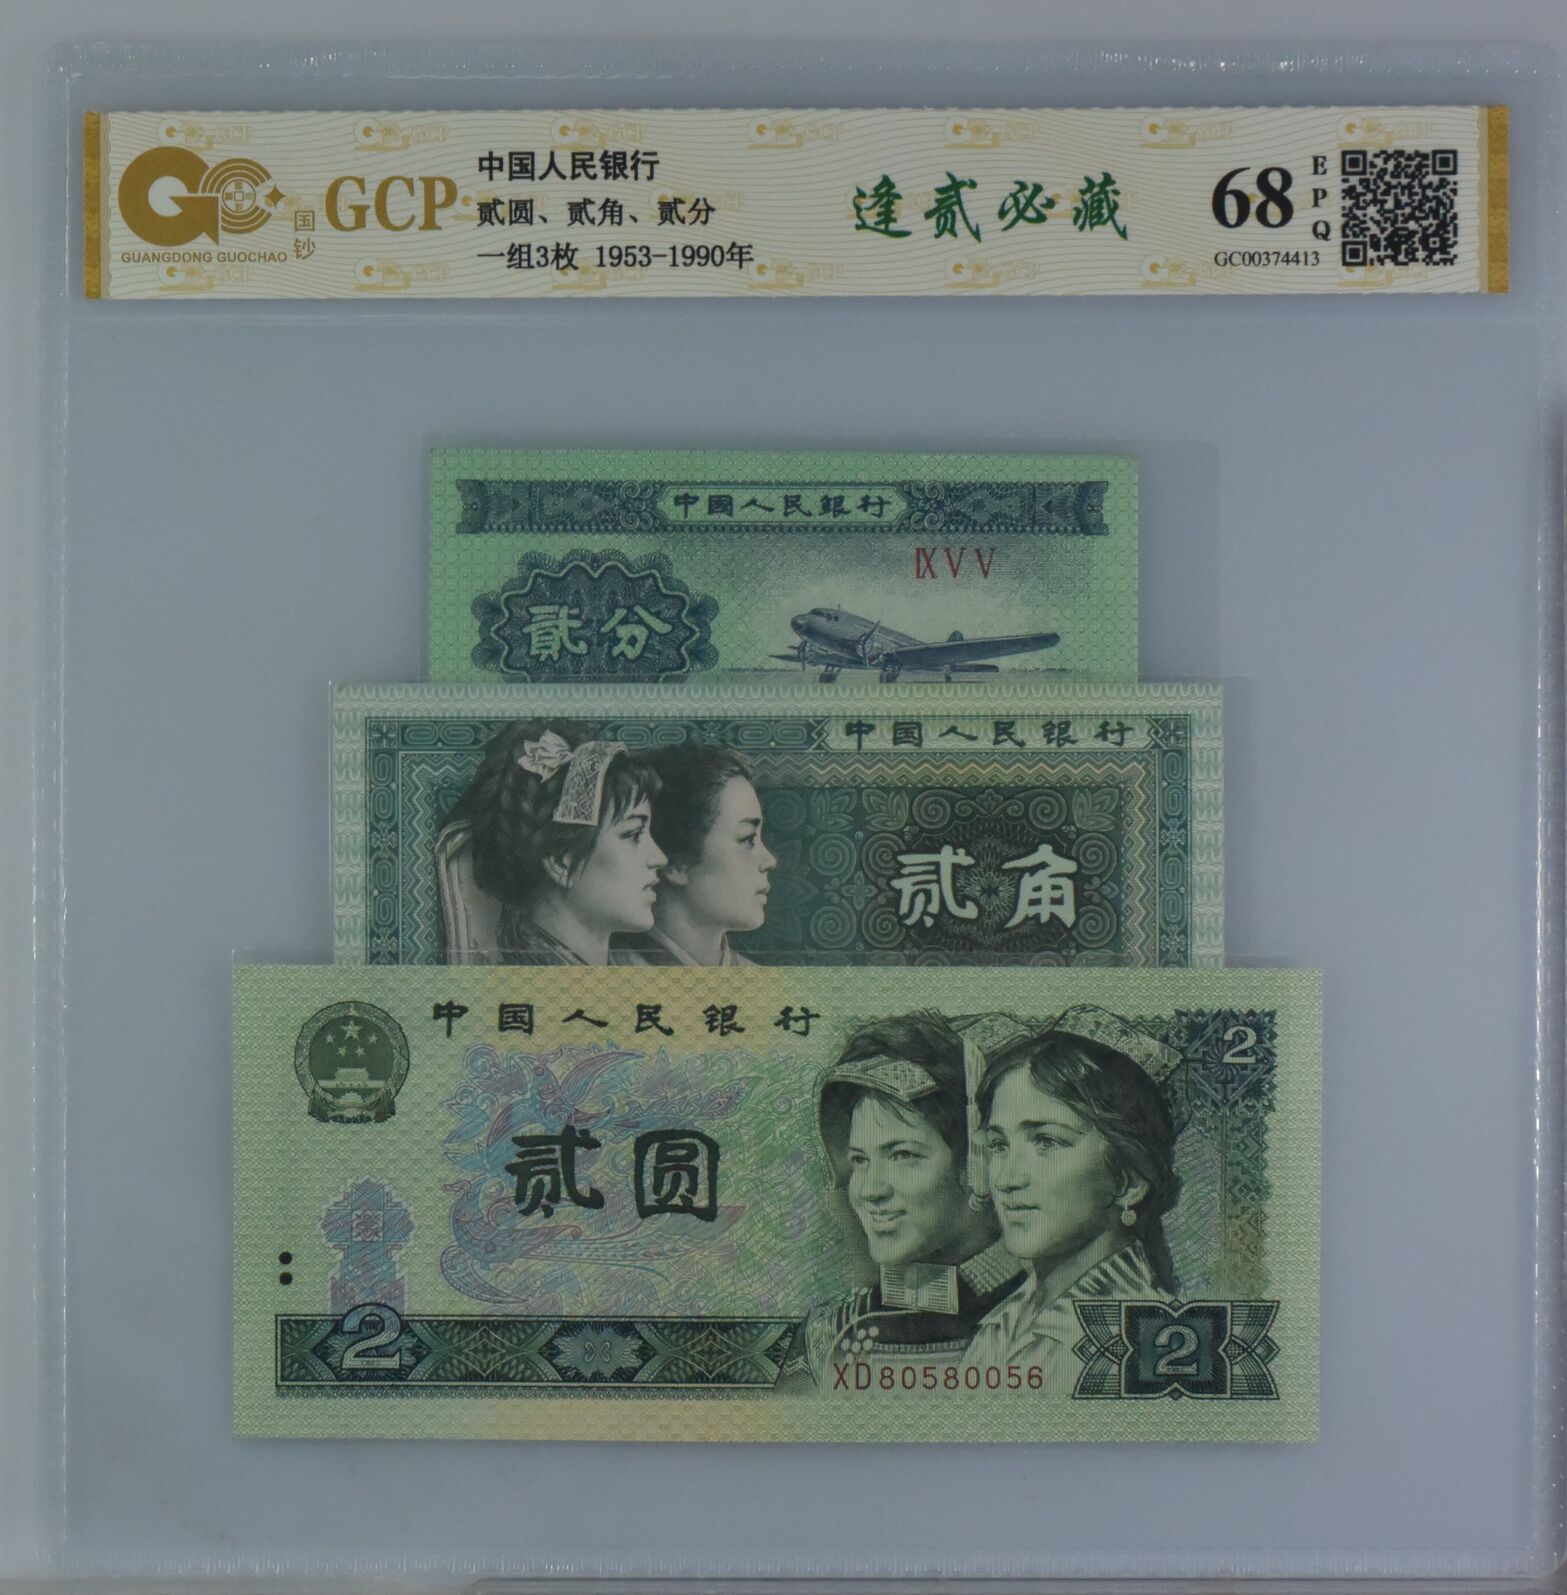 GUANGDONG GUOCHAO
国钞
GCP
中国人民银行
贰圆、贰角、贰分
一组3枚 1953-1990年
逢贰必藏
68
EPQ
GC00374413
中國人民銀行
ⅨⅤⅤ
貳分
中国人民银行
贰角
中国人民银行
2
贰圆
2
XD80580056
2